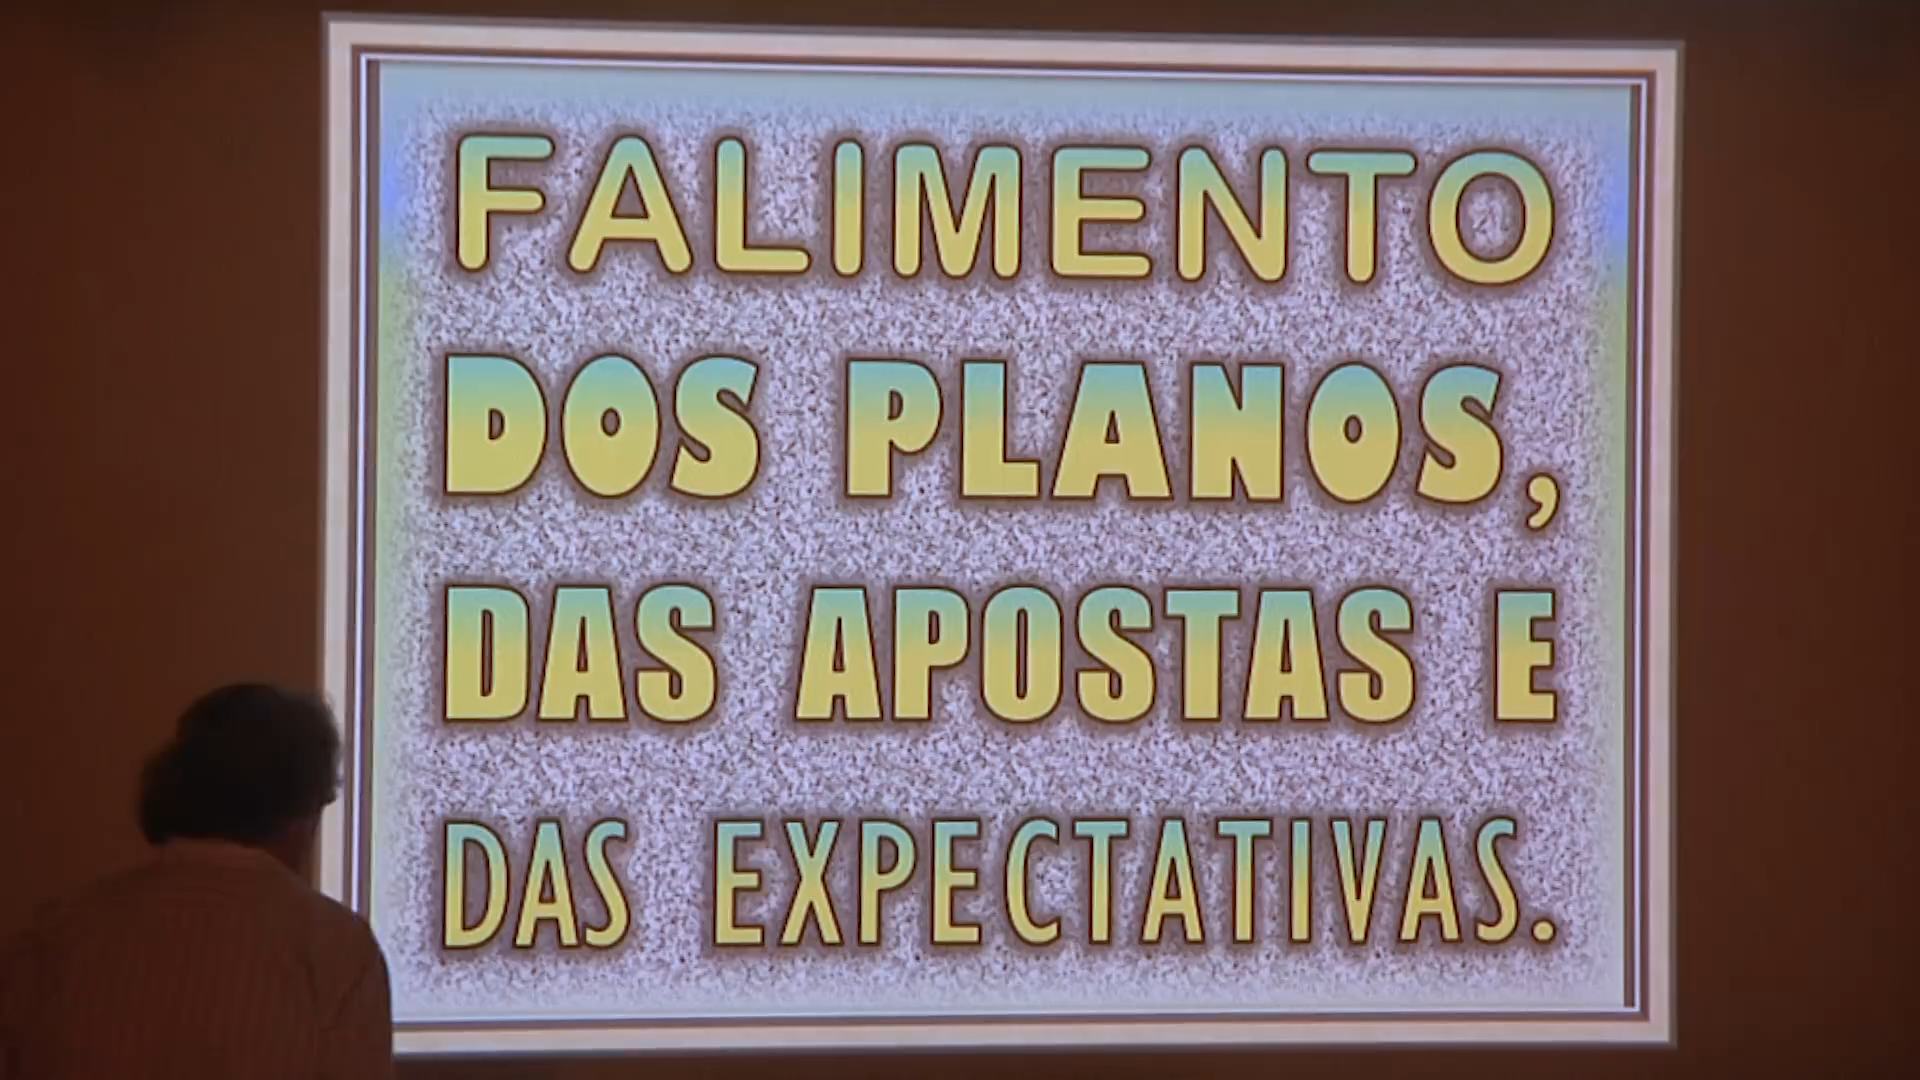 FALIMENTO
DOS PLANOS,
DAS APOSTAS E
DAS EXPECTATIVAS.